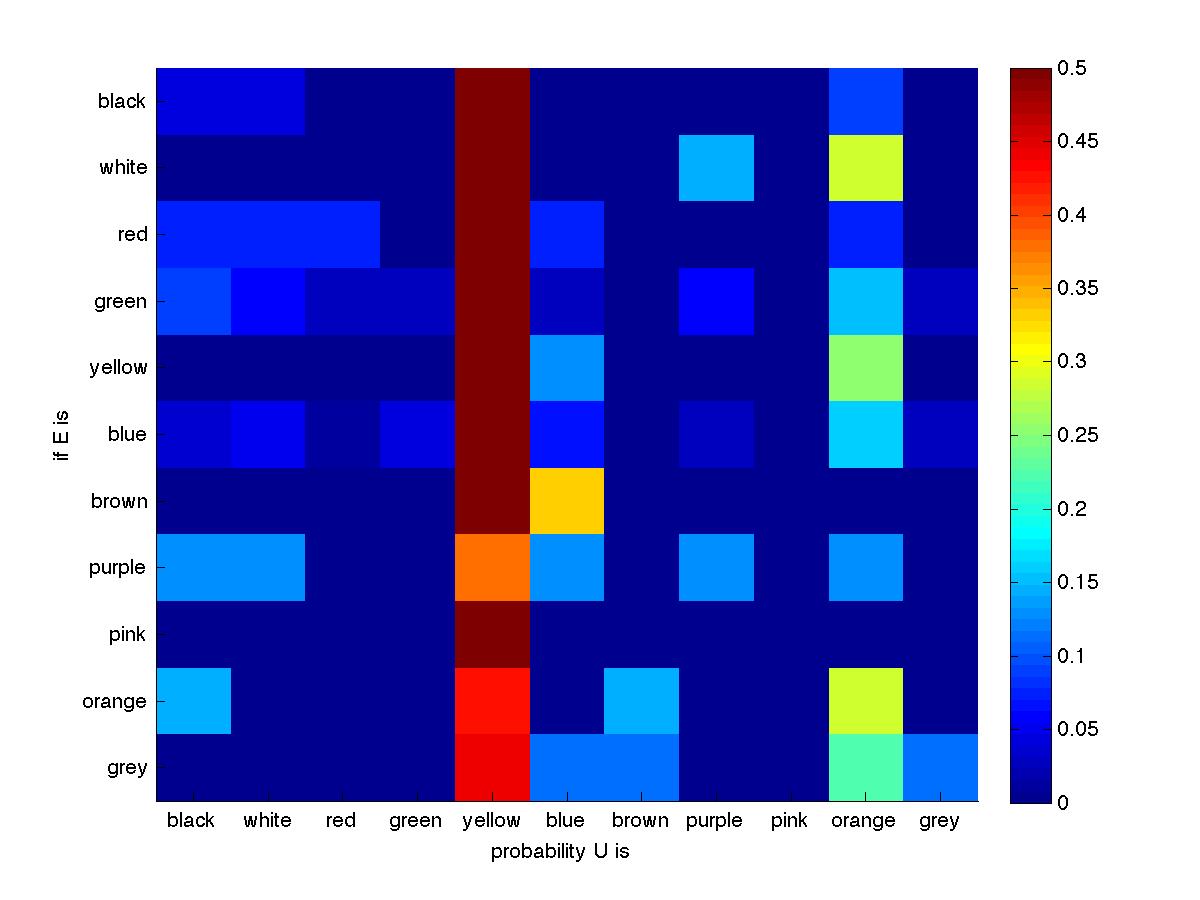 0.5
black
0.45
white
0.4
red
0.35
green
0.3
yellow
0.25
if E is
blue
0.2
brown
0.15
purple
0.1
pink
0.05
orange
grey
0
black white red green yellow blue brown purple pink orange grey
probability U is